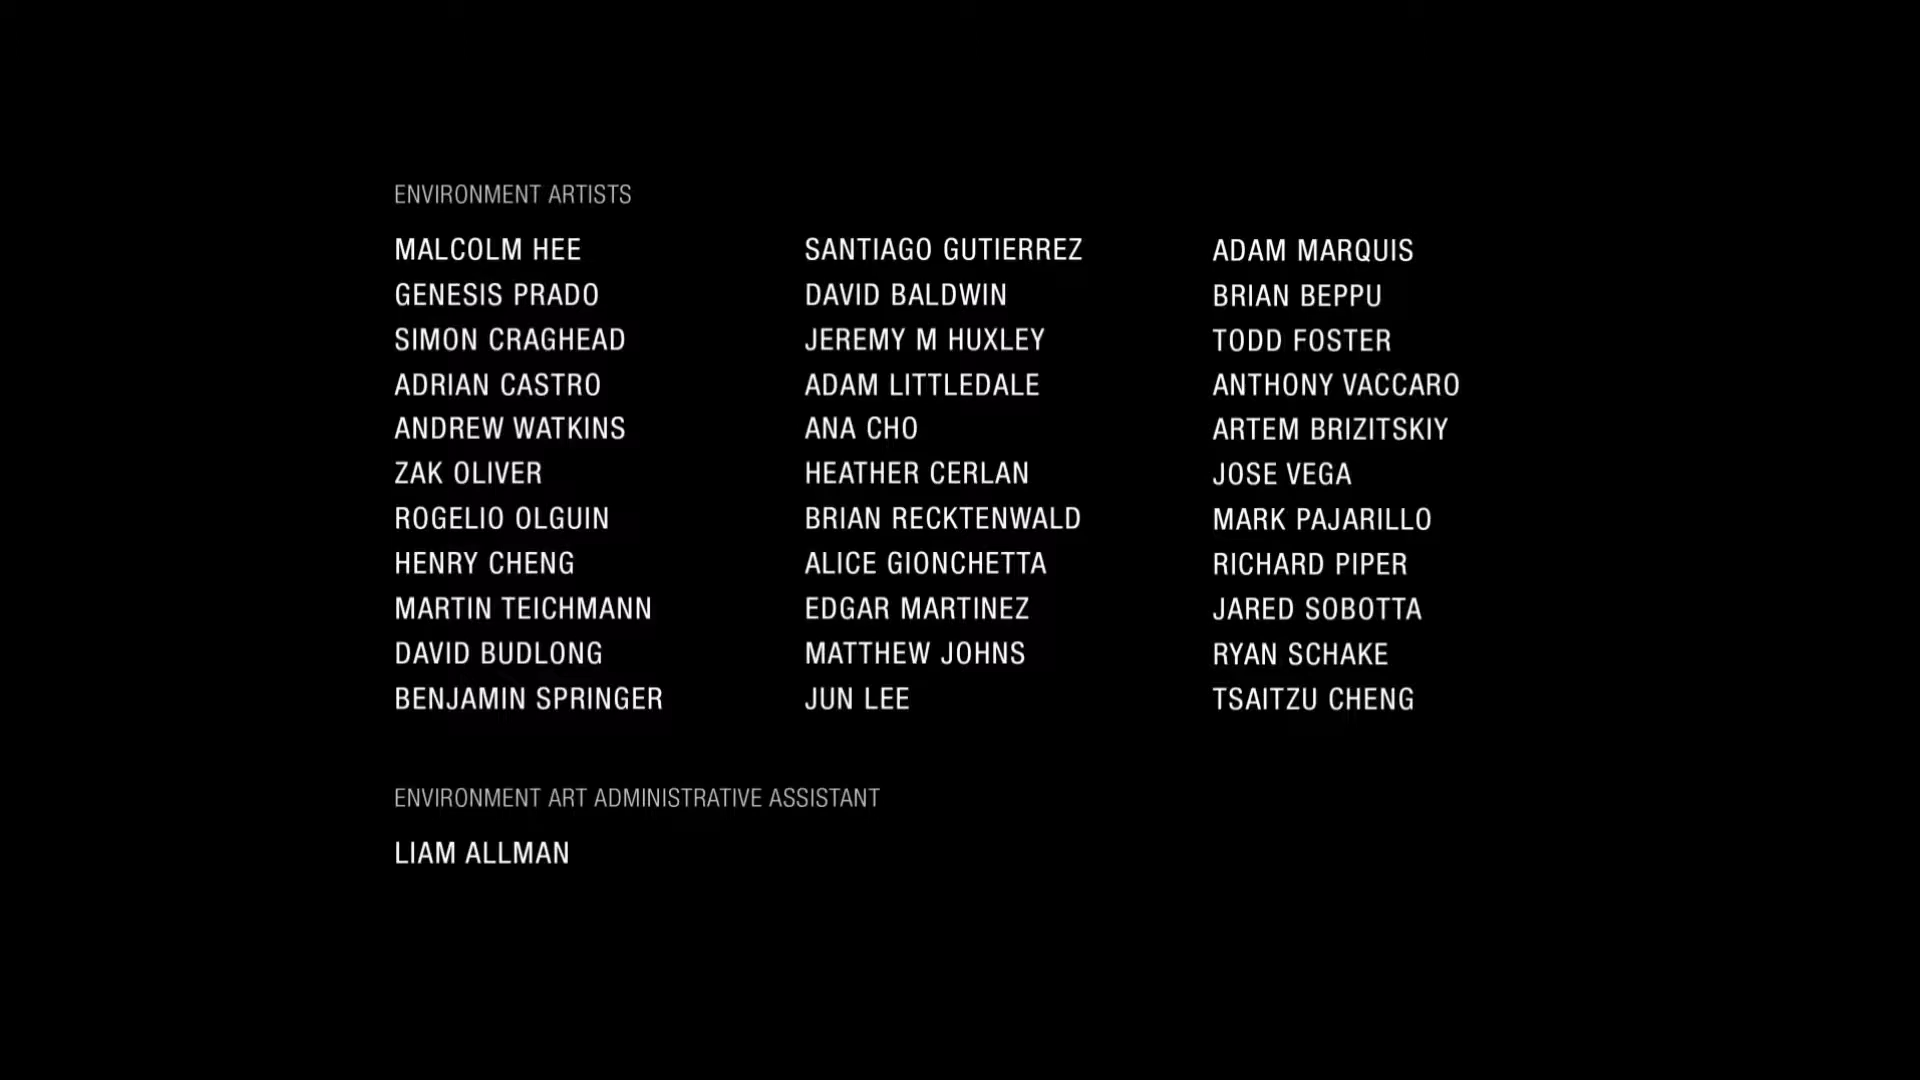 ENVIRONMENT ARTISTS
MALCOLM HEE
GENESIS PRADO
SIMON CRAGHEAD
ADRIAN CASTRO
ANDREW WATKINS
ZAK OLIVER
ROGELIO OLGUIN
HENRY CHENG
MARTIN TEICHMANN
DAVID BUDLONG
BENJAMIN SPRINGER
SANTIAGO GUTIERREZ
DAVID BALDWIN
JEREMY M HUXLEY
ADAM LITTLEDALE
ANA CHO
HEATHER CERLAN
BRIAN RECKTENWALD
ALICE GIONCHETTA
EDGAR MARTINEZ
MATTHEW JOHNS
JUN LEE
ADAM MARQUIS
BRIAN BEPPU
TODD FOSTER
ANTHONY VACCARO
ARTEM BRIZITSKIY
JOSE VEGA
MARK PAJARILLO
RICHARD PIPER
JARED SOBOTTA
RYAN SCHAKE
TSAITZU CHENG
ENVIRONMENT ART ADMINISTRATIVE ASSISTANT
LIAM ALLMAN